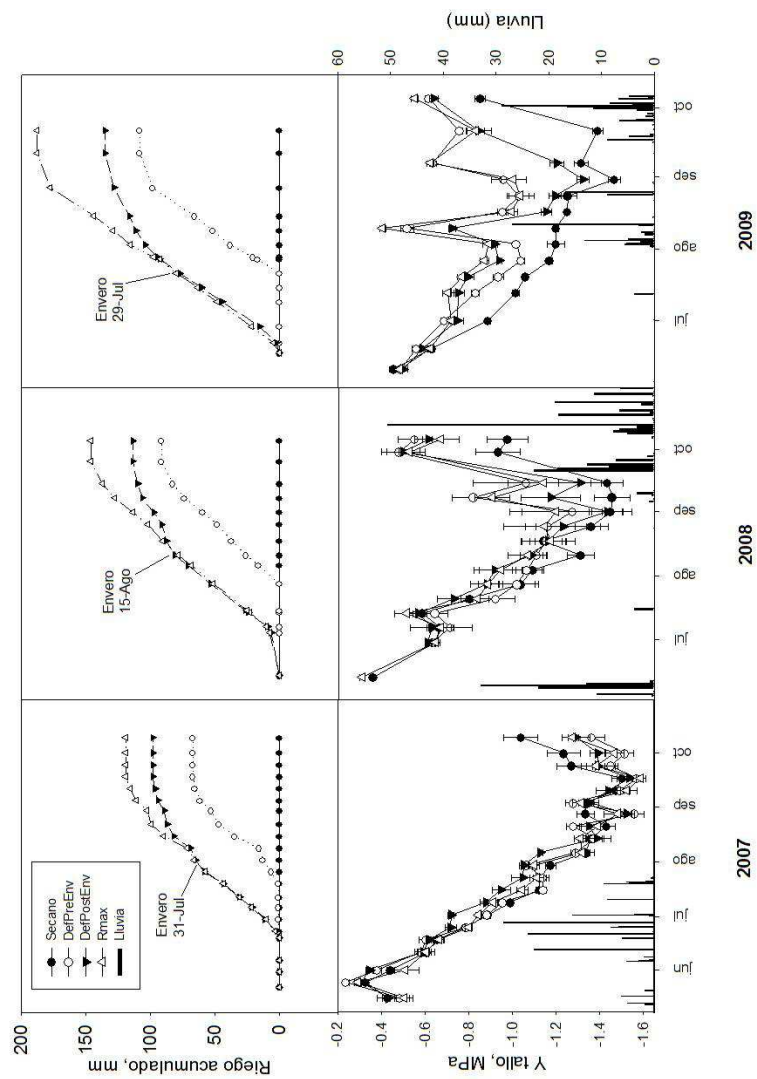 Riego acumulado, mm
200
150
100
50
0
Secano
DefPreEnv
DefPostEnv
Rmax
Lluvia
Envero
31-Jul
Envero
15-Ago
Envero
29-Jul
Y tallo, MPa
-0.2
-0.4
-0.6
-0.8
-1.0
-1.2
-1.4
-1.6
jun
jul
ago
sep
oct
jul
ago
sep
oct
jul
ago
sep
oct
60
50
40
30
20
10
0
Lluvia (mm)
2007
2008
2009